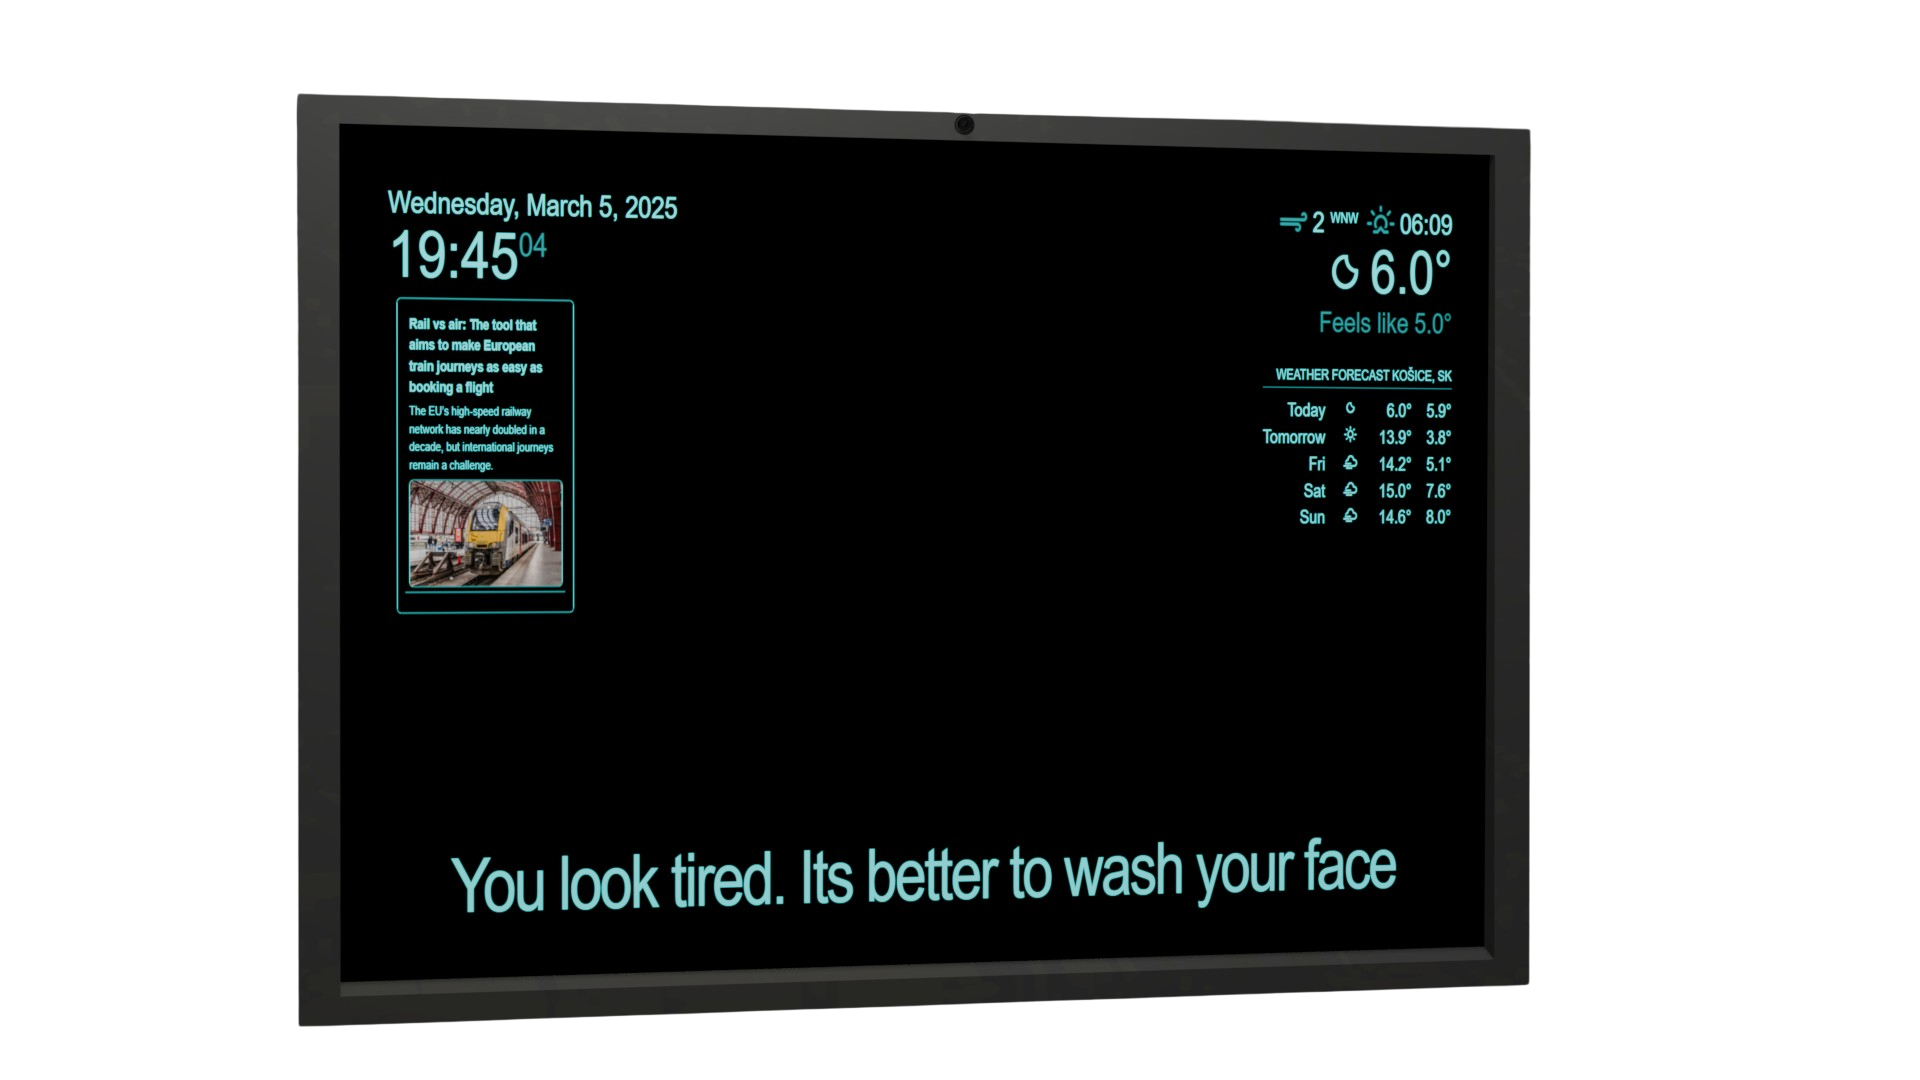 Wednesday, March 5, 2025
19:45 04
Rail vs air: The tool that
aims to make European
train journeys as easy as
booking a flight
The EU's high-speed railway
network has nearly doubled in a
decade, but international journeys
remain a challenge.
2 WNW 06:09
6.0°
Feels like 5.0°
WEATHER FORECAST KOŠICE, SK
Today 6.0° 5.9°
Tomorrow 13.9° 3.8°
Fri 14.2° 5.1°
Sat 15.0° 7.6°
Sun 14.6° 8.0°
You look tired. Its better to wash your face